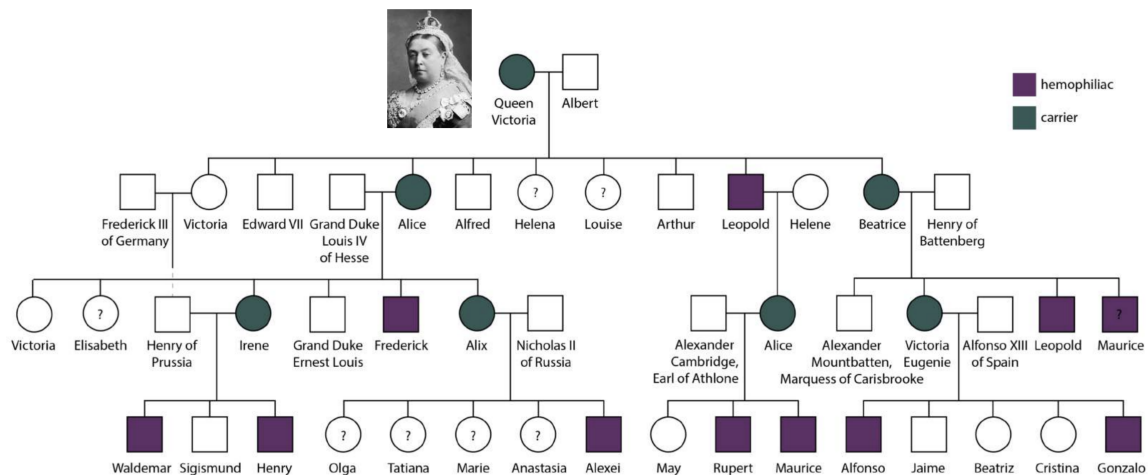 hemophiliac
carrier
Queen
Victoria
Albert
?
?
Frederick III
of Germany
Victoria
Edward VII
Grand Duke
Louis IV
of Hesse
Alice
Alfred
Helena
Louise
Arthur
Leopold
Helene
Beatrice
Henry of
Battenberg
?
?
Victoria
Elisabeth
Henry of
Prussia
Irene
Grand Duke
Ernest Louis
Frederick
Alix
Nicholas II
of Russia
Alexander
Cambridge,
Earl of Athlone
Alice
Alexander
Mountbatten,
Marquess of Carisbrooke
Victoria
Eugenie
Alfonso XIII
of Spain
Leopold
Maurice
?
?
?
?
Waldemar
Sigismund
Henry
Olga
Tatiana
Marie
Anastasia
Alexei
May
Rupert
Maurice
Alfonso
Jaime
Beatriz
Cristina
Gonzalo